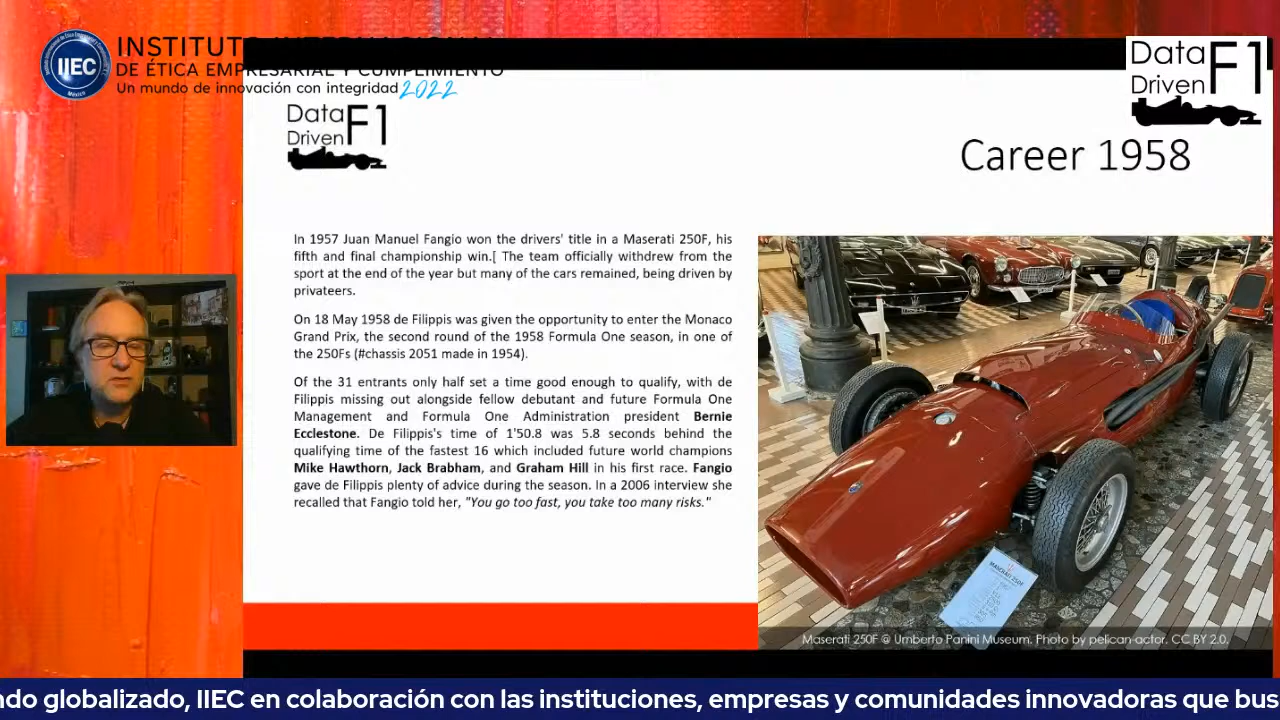 INSTITUTO
DE ÉTICA EMPRESARIAL Y CUMPLIMIENTO
Un mundo de innovación con integridad 2022
IIEC
México
Data
Driven
F1
Data
Driven
F1
Career 1958
In 1957 Juan Manuel Fangio won the drivers' title in a Maserati 250F, his
fifth and final championship win.[ The team officially withdrew from the
sport at the end of the year but many of the cars remained, being driven by
privateers.
On 18 May 1958 de Filippis was given the opportunity to enter the Monaco
Grand Prix, the second round of the 1958 Formula One season, in one of
the 250Fs (#chassis 2051 made in 1954).
Of the 31 entrants only half set a time good enough to qualify, with de
Filippis missing out alongside fellow debutant and future Formula One
Management and Formula One Administration president Bernie
Ecclestone. De Filippis's time of 1'50.8 was 5.8 seconds behind the
qualifying time of the fastest 16 which included future world champions
Mike Hawthorn, Jack Brabham, and Graham Hill in his first race. Fangio
gave de Filippis plenty of advice during the season. In a 2006 interview she
recalled that Fangio told her, "You go too fast, you take too many risks."
MASERATI 250F
Maserati 250F @ Umberto Panini Museum. Photo by pelican-actor. CC BY 2.0.
ndo globalizado, IIEC en colaboración con las instituciones, empresas y comunidades innovadoras que bus